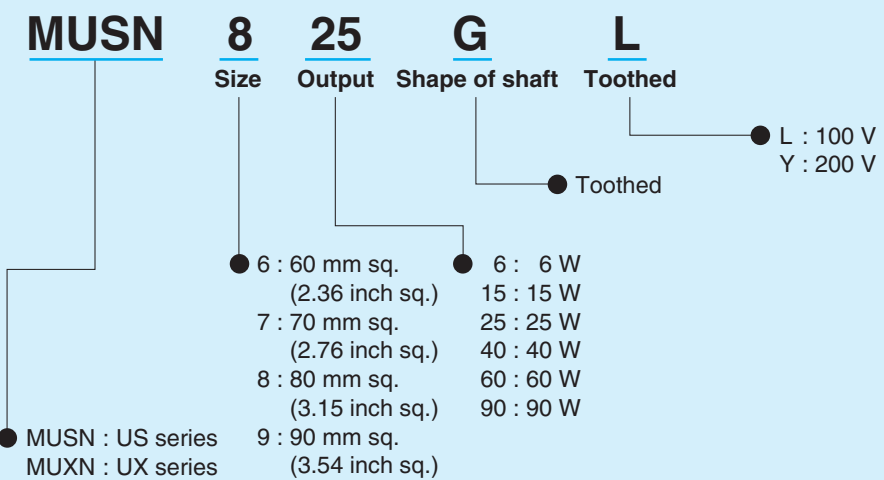 MUSN 8 25 G L
Size Output Shape of shaft Toothed
L : 100 V
Y : 200 V
Toothed
6 : 60 mm sq.
(2.36 inch sq.)
7 : 70 mm sq.
(2.76 inch sq.)
8 : 80 mm sq.
(3.15 inch sq.)
9 : 90 mm sq.
(3.54 inch sq.)
6 : 6 W
15 : 15 W
25 : 25 W
40 : 40 W
60 : 60 W
90 : 90 W
MUSN : US series
MUXN : UX series